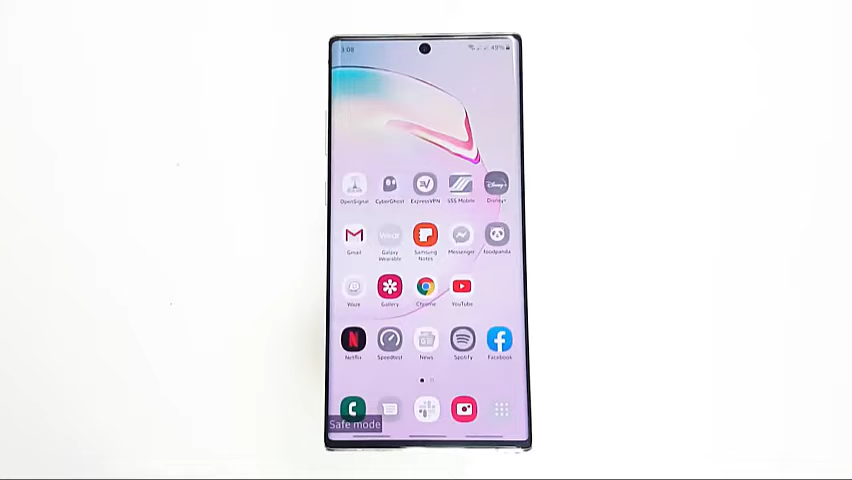 3:08 49%
OpenSignal CyberGhost ExpressVPN SSS Mobile Disney+
Gmail Galaxy Wearable Samsung Notes Messenger foodpanda
Waze Gallery Chrome YouTube
Netflix Speedtest News Spotify Facebook
Safe mode